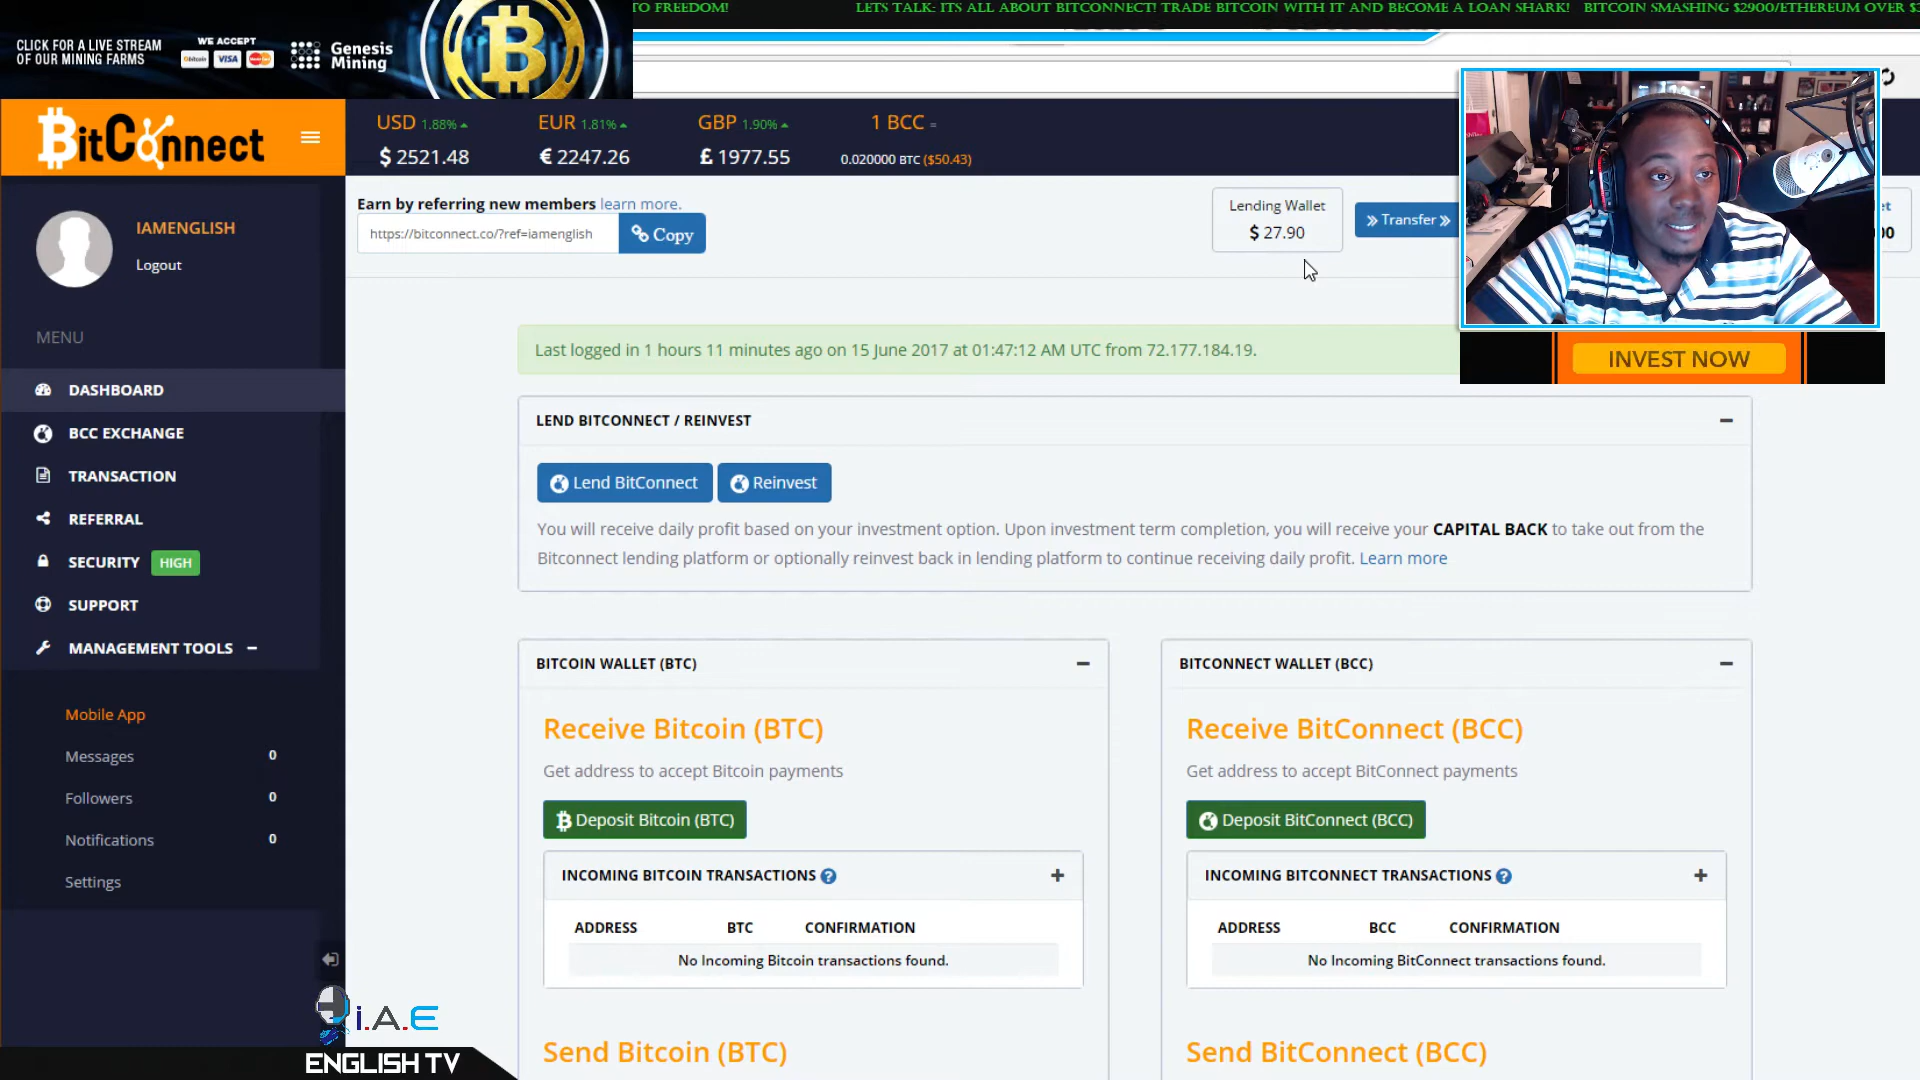 TO FREEDOM! LETS TALK: ITS ALL ABOUT BITCONNECT! TRADE BITCOIN WITH IT AND BECOME A LOAN SHARK! BITCOIN SMASHING $2900/ETHEREUM OVER
CLICK FOR A LIVE STREAM
OF OUR MINING FARMS
WE ACCEPT
bitcoin VISA
Genesis
Mining
BitConnect
USD 1.88%
$ 2521.48
EUR 1.81%
€ 2247.26
GBP 1.90%
£ 1977.55
1 BCC =
0.020000 BTC ($50.43)
IAMENGLISH
Logout
Earn by referring new members learn more.
https://bitconnect.co/?ref=iamenglish
Copy
Lending Wallet
$ 27.90
Transfer
INVEST NOW
MENU
DASHBOARD
BCC EXCHANGE
TRANSACTION
REFERRAL
SECURITY HIGH
SUPPORT
MANAGEMENT TOOLS
Mobile App
Messages 0
Followers 0
Notifications 0
Settings
Last logged in 1 hours 11 minutes ago on 15 June 2017 at 01:47:12 AM UTC from 72.177.184.19.
LEND BITCONNECT / REINVEST
Lend BitConnect Reinvest
You will receive daily profit based on your investment option. Upon investment term completion, you will receive your CAPITAL BACK to take out from the
Bitconnect lending platform or optionally reinvest back in lending platform to continue receiving daily profit. Learn more
BITCOIN WALLET (BTC)
Receive Bitcoin (BTC)
Get address to accept Bitcoin payments
Deposit Bitcoin (BTC)
INCOMING BITCOIN TRANSACTIONS
ADDRESS BTC CONFIRMATION
No Incoming Bitcoin transactions found.
Send Bitcoin (BTC)
BITCONNECT WALLET (BCC)
Receive BitConnect (BCC)
Get address to accept BitConnect payments
Deposit BitConnect (BCC)
INCOMING BITCONNECT TRANSACTIONS
ADDRESS BCC CONFIRMATION
No Incoming BitConnect transactions found.
Send BitConnect (BCC)
i.A.E
ENGLISH TV